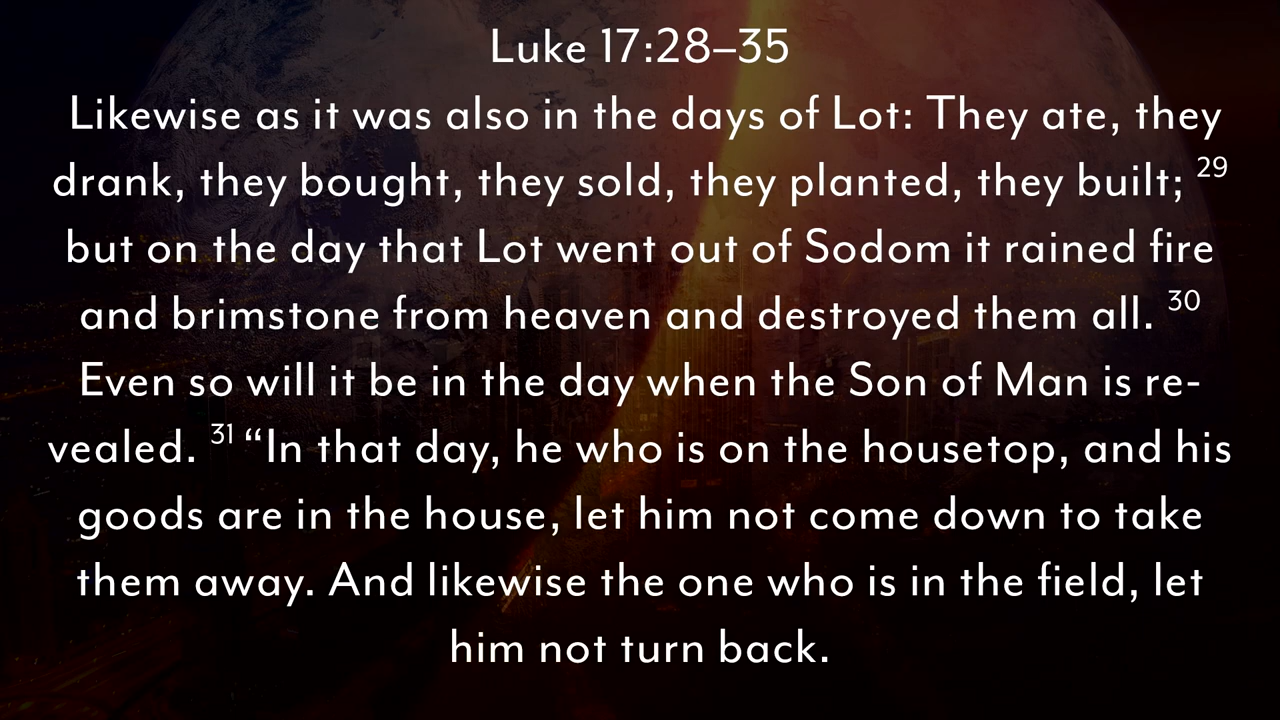 Luke 17:28–35
Likewise as it was also in the days of Lot: They ate, they
drank, they bought, they sold, they planted, they built; 29
but on the day that Lot went out of Sodom it rained fire
and brimstone from heaven and destroyed them all. 30
Even so will it be in the day when the Son of Man is re-
vealed. 31 “In that day, he who is on the housetop, and his
goods are in the house, let him not come down to take
them away. And likewise the one who is in the field, let
him not turn back.